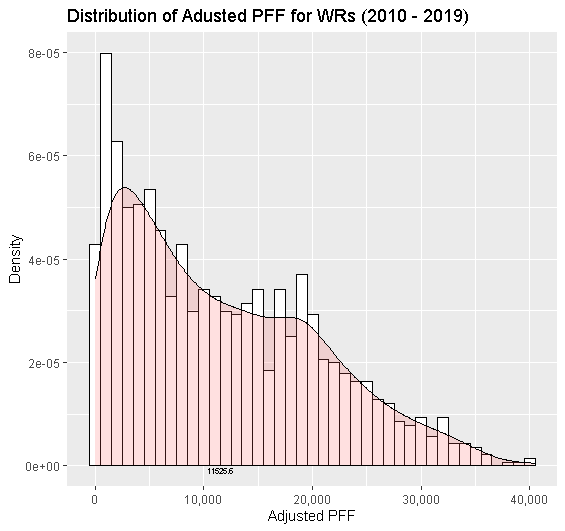 Distribution of Adusted PFF for WRs (2010 - 2019)
8e-05
6e-05
4e-05
2e-05
0e+00
Density
11525.6
0
10,000
20,000
30,000
40,000
Adjusted PFF